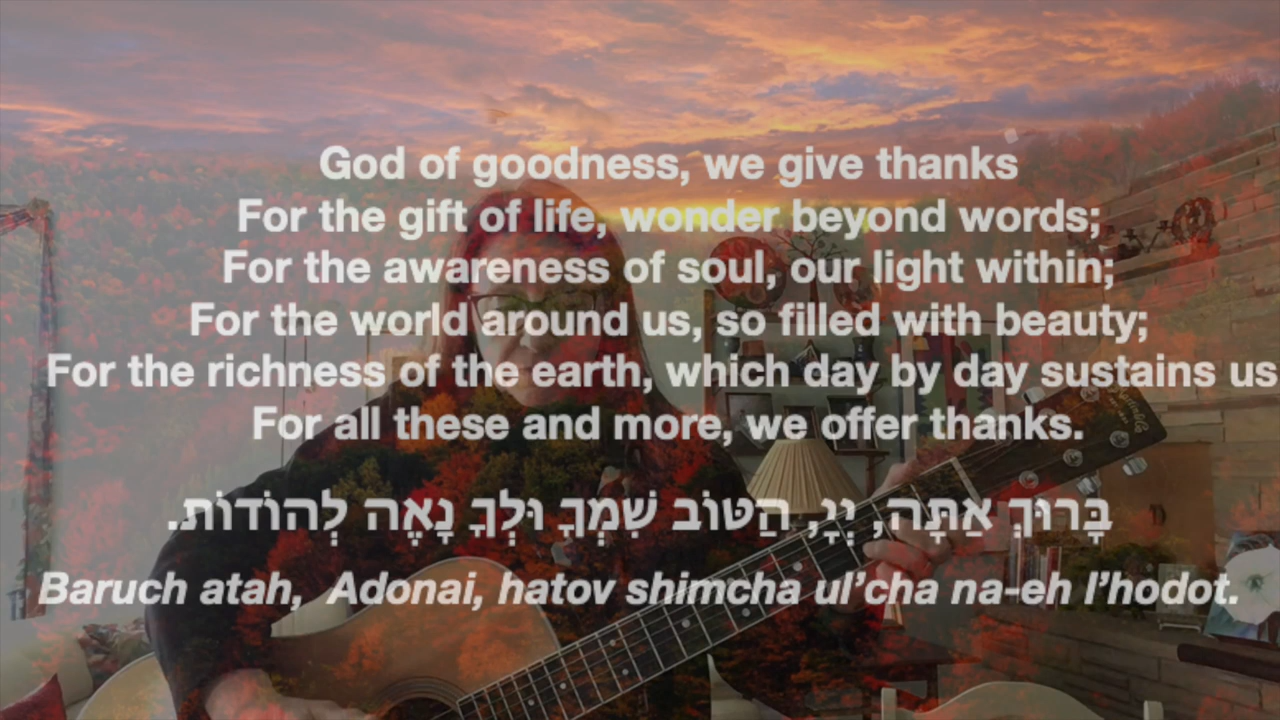 God of goodness, we give thanks
For the gift of life, wonder beyond words;
For the awareness of soul, our light within;
For the world around us, so filled with beauty;
For the richness of the earth, which day by day sustains us
For all these and more, we offer thanks.
בָּרוּךְ אַתָּה, יְיָ, הַטּוֹב שִׁמְךָ וּלְךָ נָאֶה לְהוֹדוֹת.
Baruch atah, Adonai, hatov shimcha ul’cha na-eh l’hodot.